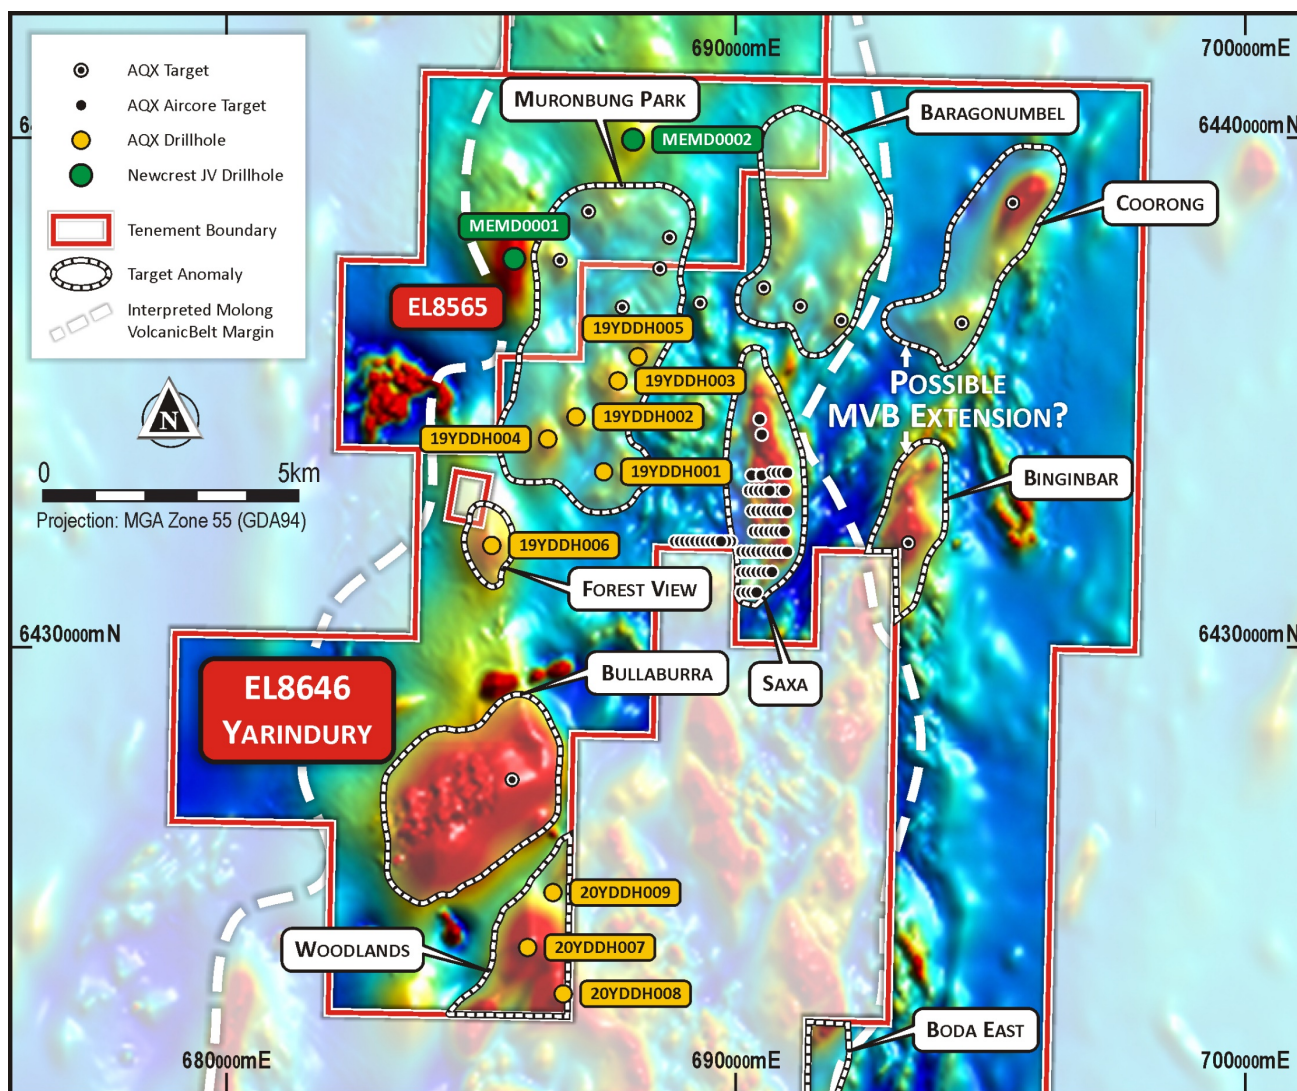 690000mE
700000mE
AQX Target
AQX Aircore Target
AQX Drillhole
Newcrest JV Drillhole
Tenement Boundary
Target Anomaly
Interpreted Molong
VolcanicBelt Margin
6440000mN
MURONBUNG PARK
BARAGONUMBEL
MEMD0002
COORONG
MEMD0001
EL8565
19YDDH005
19YDDH003
POSSIBLE
MVB EXTENSION?
19YDDH002
19YDDH004
19YDDH001
BINGINBAR
N
0 5km
Projection: MGA Zone 55 (GDA94)
19YDDH006
FOREST VIEW
6430000mN
6430000mN
BULLABURRA
SAXA
EL8646
YARINDURY
20YDDH009
WOODLANDS
20YDDH007
20YDDH008
BODA EAST
680000mE
690000mE
700000mE